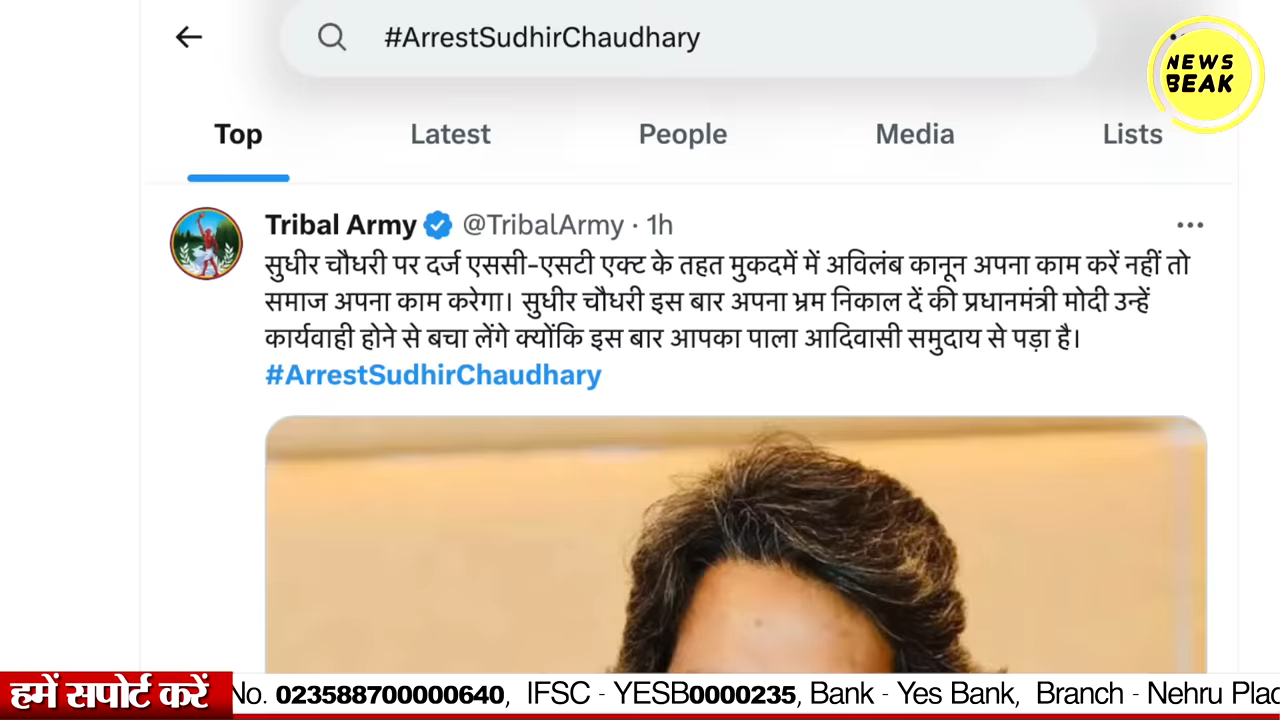 #ArrestSudhirChaudhary
NEWS
BEAK
Top Latest People Media Lists
Tribal Army @TribalArmy · 1h
सुधीर चौधरी पर दर्ज एससी-एसटी एक्ट के तहत मुकदमें में अविलंब कानून अपना काम करें नहीं तो
समाज अपना काम करेगा। सुधीर चौधरी इस बार अपना भ्रम निकाल दें की प्रधानमंत्री मोदी उन्हें
कार्यवाही होने से बचा लेंगे क्योंकि इस बार आपका पाला आदिवासी समुदाय से पड़ा है।
#ArrestSudhirChaudhary
हमें सपोर्ट करें No. 023588700000640, IFSC - YESB0000235, Bank - Yes Bank, Branch - Nehru Plac